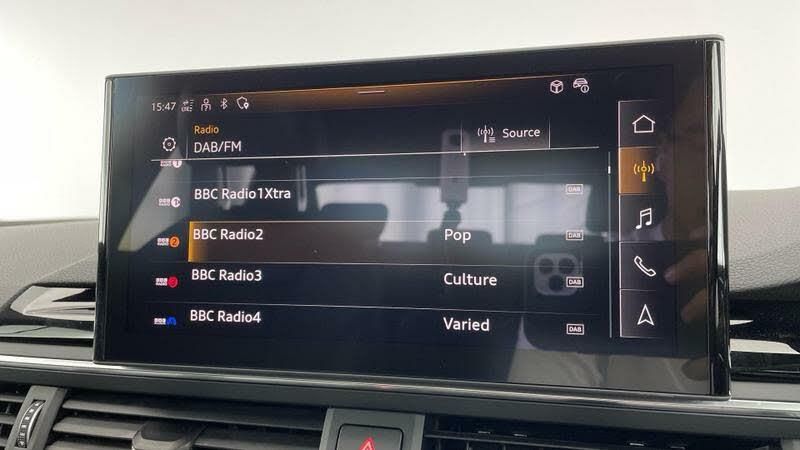 15:47
Radio
DAB/FM
Source
BBC Radio1Xtra
DAB
BBC Radio2 Pop
DAB
BBC Radio3 Culture
DAB
BBC Radio4 Varied
DAB